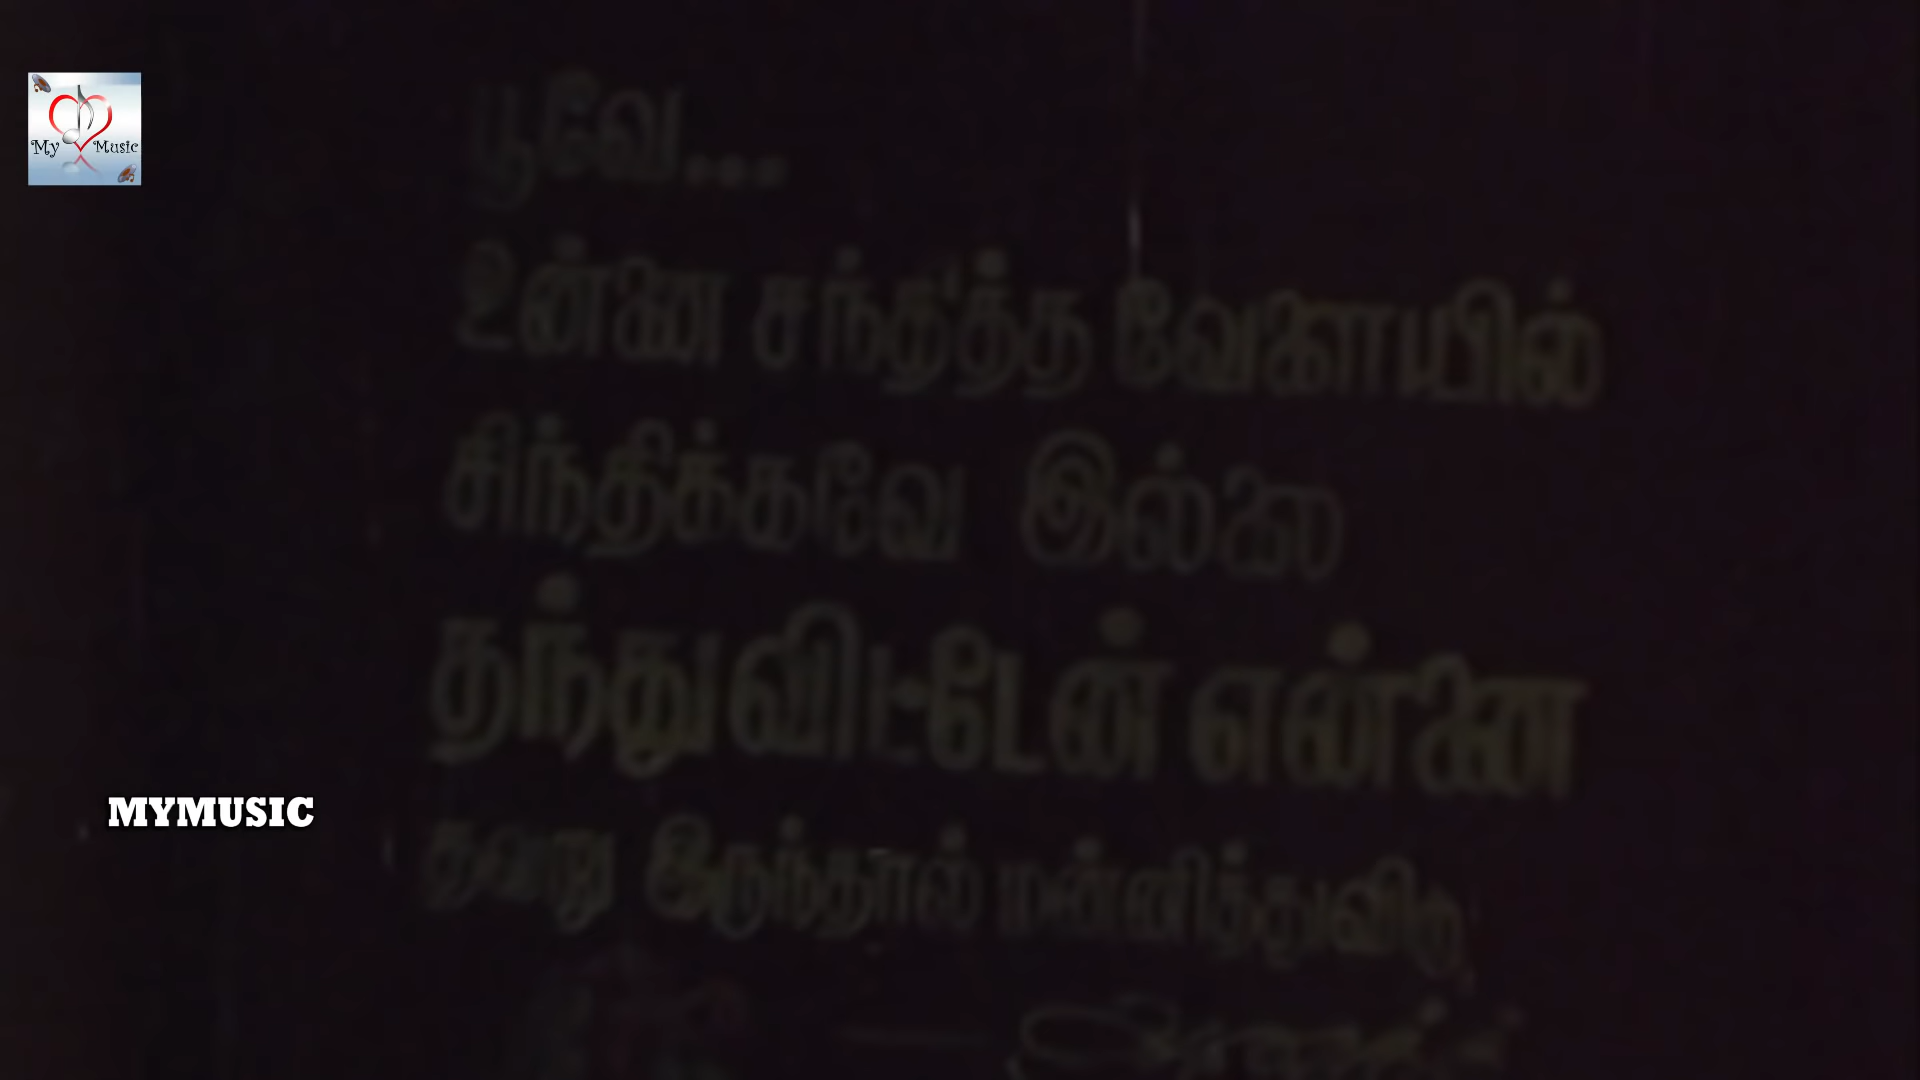 My Music
பூவே...
உன்னை சந்தித்த வேளையில்
சிந்திக்கவே இல்லை
தந்துவிட்டேன் என்னை
MYMUSIC
தவறு இருந்தால் மன்னித்துவிடு